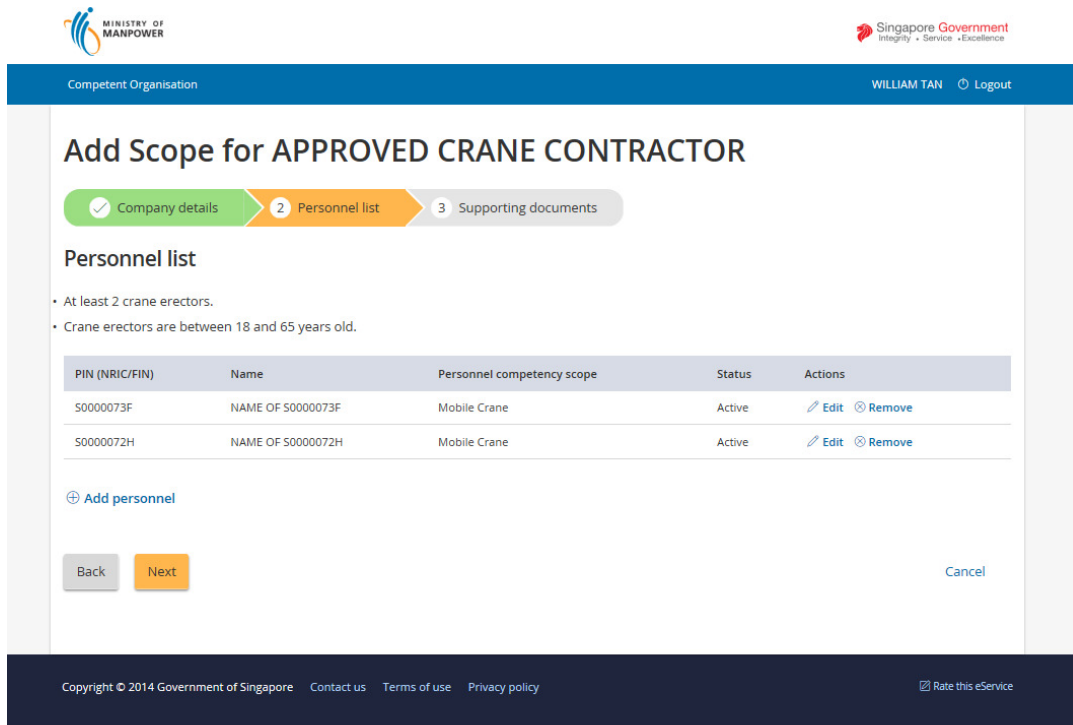 MINISTRY OF
MANPOWER
Singapore Government
Integrity • Service • Excellence
Competent Organisation
WILLIAM TAN Logout
Add Scope for APPROVED CRANE CONTRACTOR
Company details 2 Personnel list 3 Supporting documents
Personnel list
• At least 2 crane erectors.
• Crane erectors are between 18 and 65 years old.
PIN (NRIC/FIN) Name Personnel competency scope Status Actions
S0000073F NAME OF S0000073F Mobile Crane Active Edit Remove
S0000072H NAME OF S0000072H Mobile Crane Active Edit Remove
Add personnel
Back Next Cancel
Copyright © 2014 Government of Singapore Contact us Terms of use Privacy policy Rate this eService